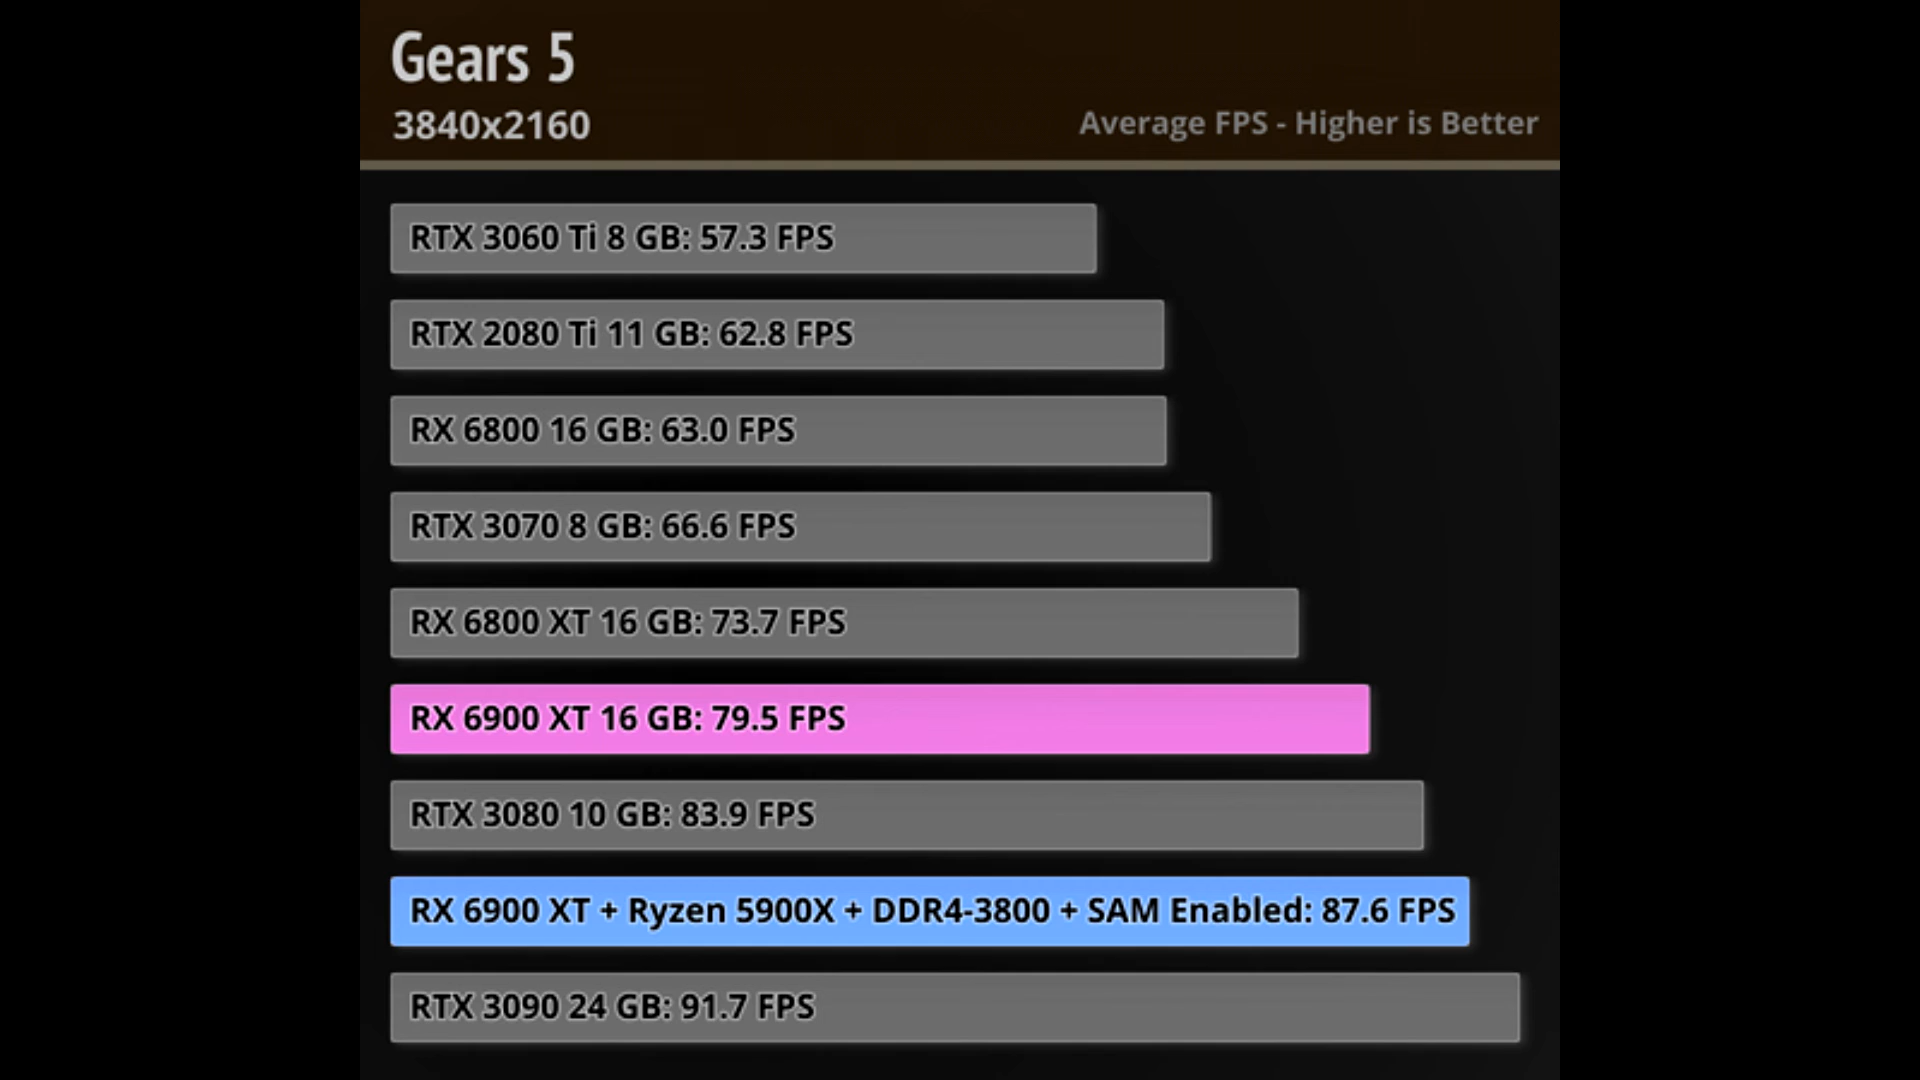 Gears 5
3840x2160
Average FPS - Higher is Better
RTX 3060 Ti 8 GB: 57.3 FPS
RTX 2080 Ti 11 GB: 62.8 FPS
RX 6800 16 GB: 63.0 FPS
RTX 3070 8 GB: 66.6 FPS
RX 6800 XT 16 GB: 73.7 FPS
RX 6900 XT 16 GB: 79.5 FPS
RTX 3080 10 GB: 83.9 FPS
RX 6900 XT + Ryzen 5900X + DDR4-3800 + SAM Enabled: 87.6 FPS
RTX 3090 24 GB: 91.7 FPS